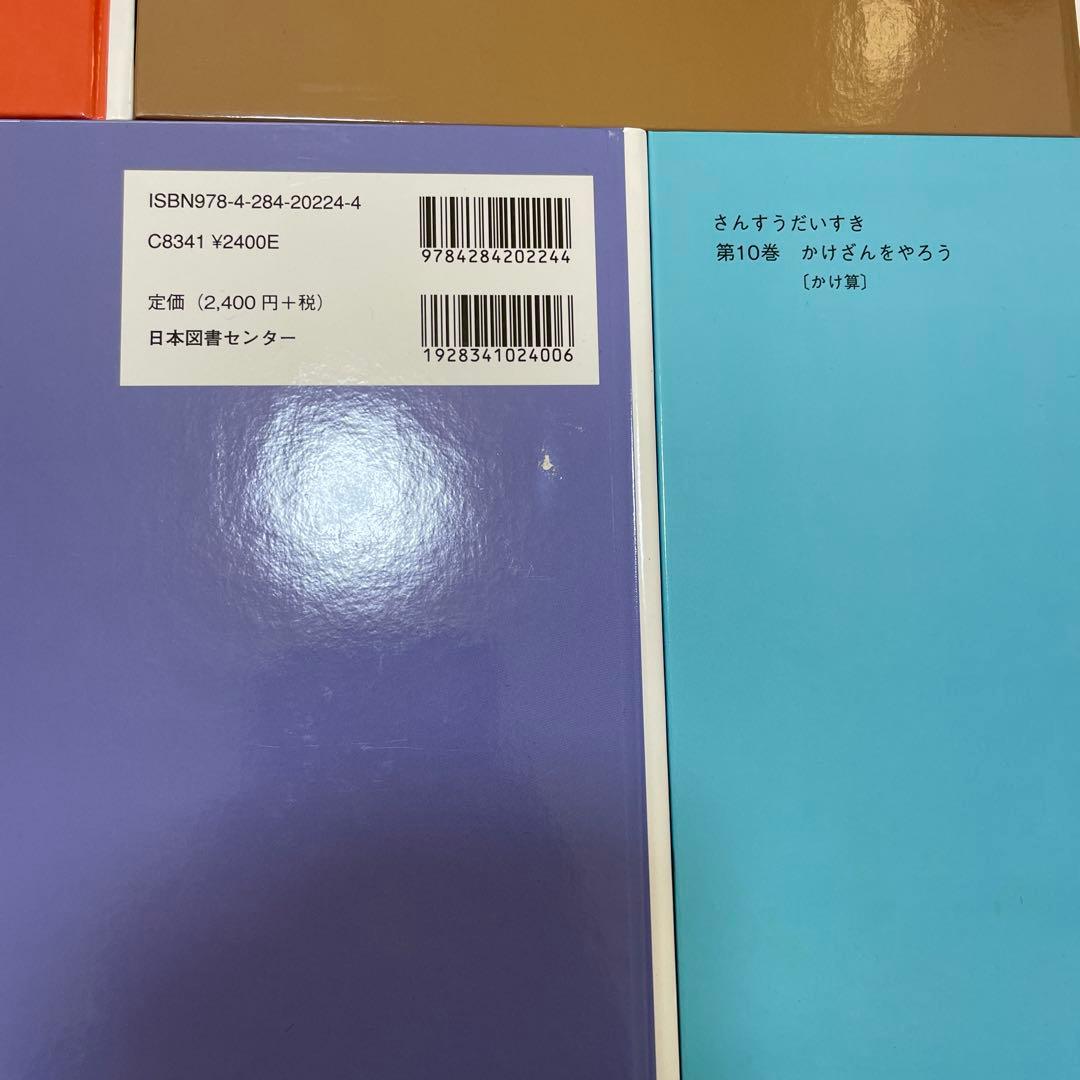 ISBN978-4-284-20224-4
C8341 ¥2400E
9784284202244
定価（2,400円＋税）
日本図書センター
1928341024006
さんすうだいすき
第10巻　かけざんをやろう
〔かけ算〕